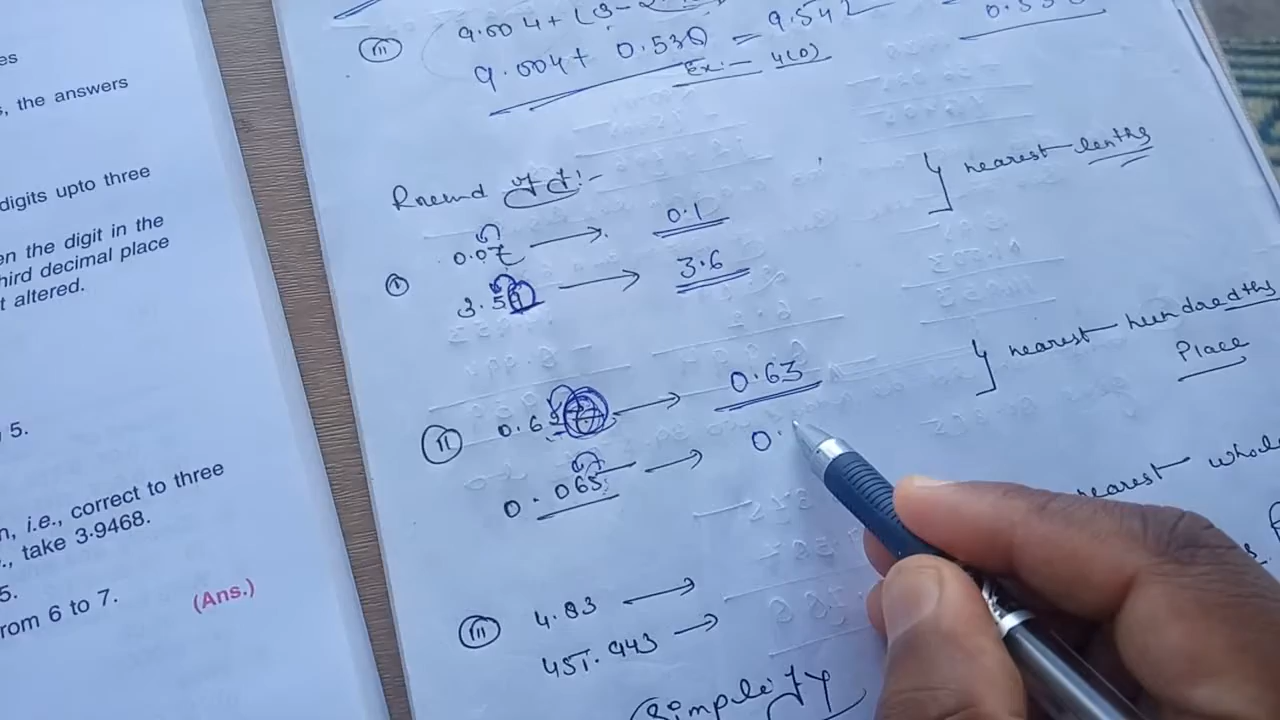 es
s, the answers
digits upto three
en the digit in the
hird decimal place
t altered.
5.
n, i.e., correct to three
., take 3·9468.
5.
rom 6 to 7. (Ans.)
(III)
9.004 + 0.538 = 9.542
Ex:- 4(D)
Round off:-
nearest tenths
0.07 → 0.1
(I) 3.56 → 3.6
nearest hundaedths
Place
(II) 0.6 → 0.63
0.065 → 0.
nearest whole
(III) 4.83 →
457.943 →
Simplify